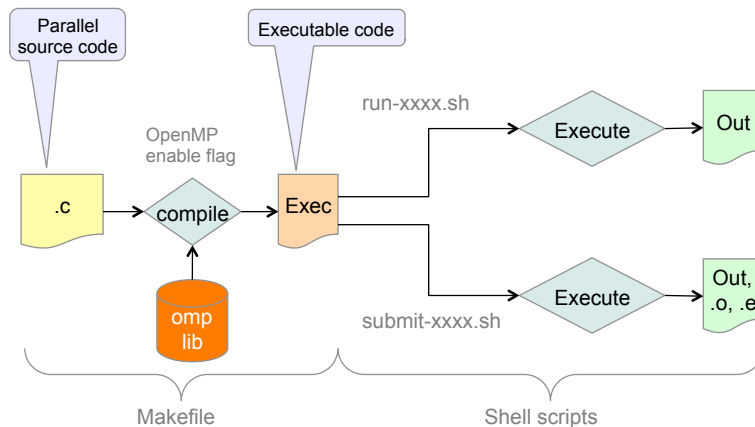 Parallel
source code
Executable code
run-xxxx.sh
OpenMP
enable flag
Execute
Out
.c
compile
Exec
omp
lib
submit-xxxx.sh
Execute
Out,
.o, .e
Makefile
Shell scripts